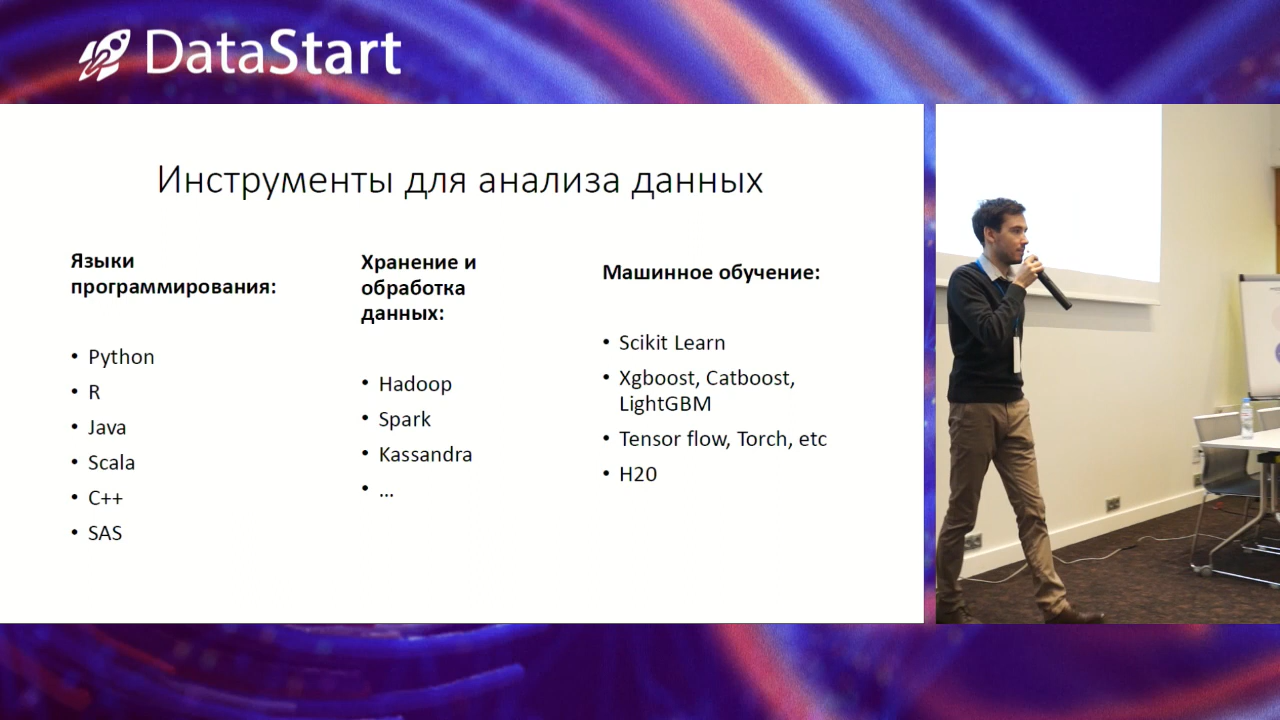 DataStart
Инструменты для анализа данных
Языки
программирования:
• Python
• R
• Java
• Scala
• C++
• SAS
Хранение и
обработка
данных:
• Hadoop
• Spark
• Kassandra
• ...
Машинное обучение:
• Scikit Learn
• Xgboost, Catboost,
LightGBM
• Tensor flow, Torch, etc
• H20